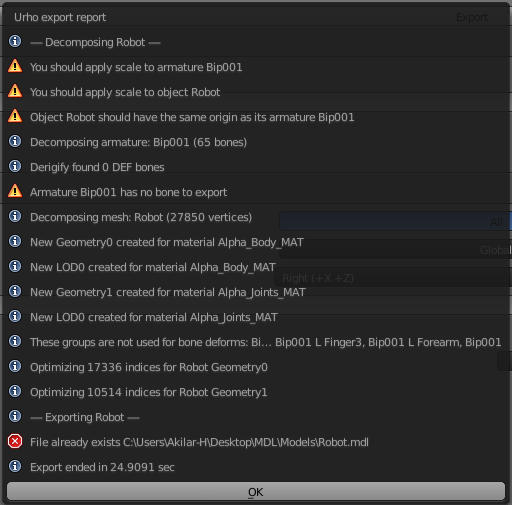 Urho export report
Export
— Decomposing Robot —
You should apply scale to armature Bip001
You should apply scale to object Robot
Object Robot should have the same origin as its armature Bip001
Decomposing armature: Bip001 (65 bones)
Derigify found 0 DEF bones
Armature Bip001 has no bone to export
Decomposing mesh: Robot (27850 vertices)
All
New Geometry0 created for material Alpha_Body_MAT
Global
New LOD0 created for material Alpha_Body_MAT
Right (+X +Z)
New Geometry1 created for material Alpha_Joints_MAT
New LOD0 created for material Alpha_Joints_MAT
These groups are not used for bone deforms: Bi... Bip001 L Finger3, Bip001 L Forearm, Bip001
Optimizing 17336 indices for Robot Geometry0
Optimizing 10514 indices for Robot Geometry1
— Exporting Robot —
File already exists C:\Users\Akilar-H\Desktop\MDL\Models\Robot.mdl
Export ended in 24.9091 sec
OK